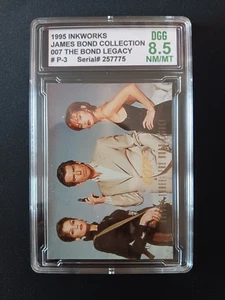 1995 INKWORKS
JAMES BOND COLLECTION
007 THE BOND LEGACY
# P-3 Serial# 257775
DGG
8.5
NM/MT